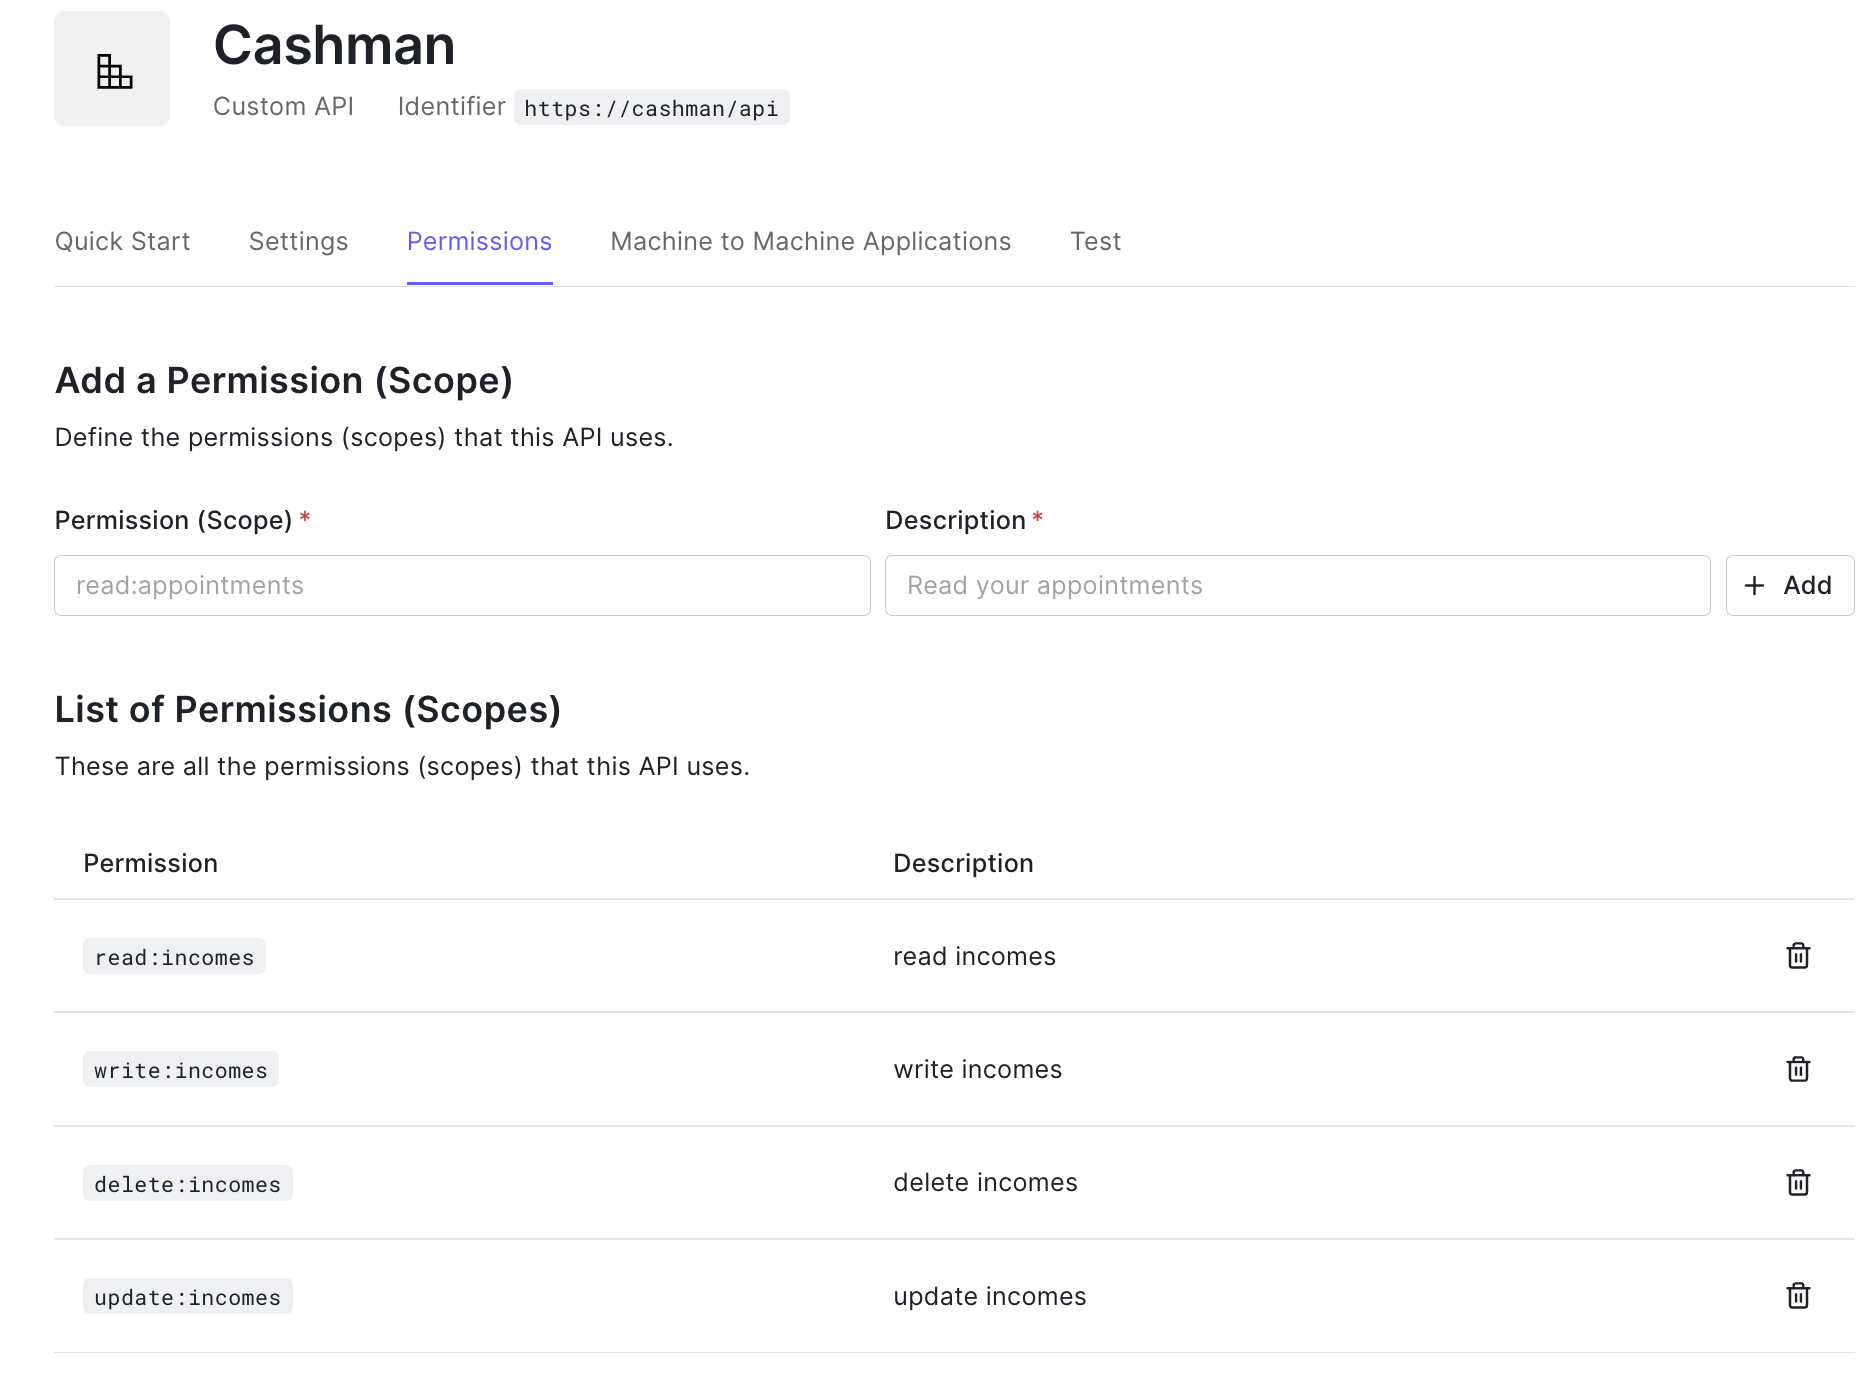 Cashman
Custom API Identifier https://cashman/api
Quick Start Settings Permissions Machine to Machine Applications Test
Add a Permission (Scope)
Define the permissions (scopes) that this API uses.
Permission (Scope) * Description *
read:appointments Read your appointments + Add
List of Permissions (Scopes)
These are all the permissions (scopes) that this API uses.
Permission Description
read:incomes read incomes
write:incomes write incomes
delete:incomes delete incomes
update:incomes update incomes